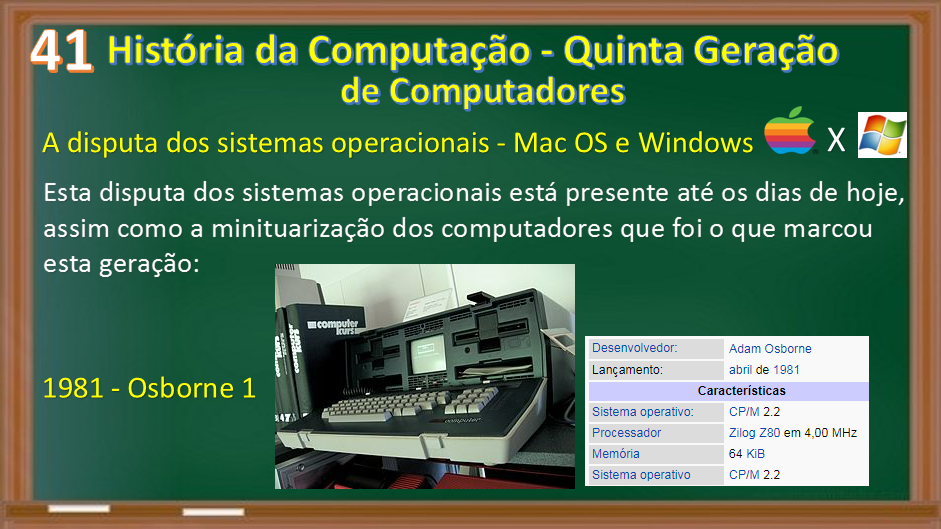 41 História da Computação - Quinta Geração
de Computadores
A disputa dos sistemas operacionais - Mac OS e Windows X
Esta disputa dos sistemas operacionais está presente até os dias de hoje,
assim como a minituarização dos computadores que foi o que marcou
esta geração:
computer
kurs
1981 - Osborne 1
Desenvolvedor: Adam Osborne
Lançamento: abril de 1981
Características
Sistema operativo: CP/M 2.2
Processador Zilog Z80 em 4,00 MHz
Memória 64 KiB
Sistema operativo CP/M 2.2